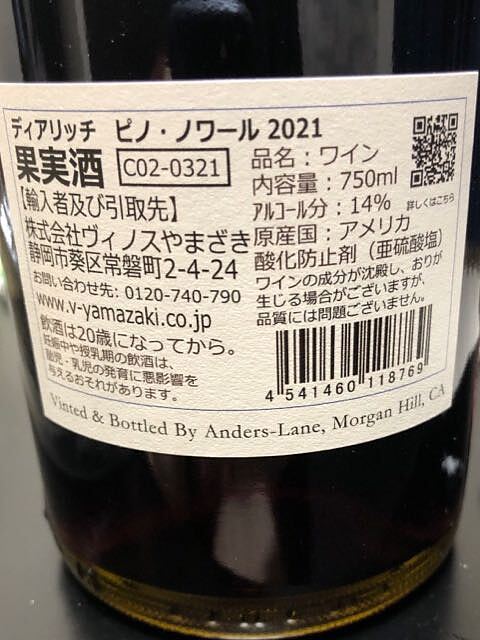 ディアリッチ ピノ・ノワール 2021
果実酒 C02-0321
【輸入者及び引取先】
株式会社ヴィノスやまざき
静岡市葵区常磐町2-4-24
お問い合わせ先: 0120-740-790
www.v-yamazaki.co.jp
飲酒は20歳になってから。
妊娠中や授乳期の飲酒は、
胎児・乳児の発育に悪影響を
与えるおそれがあります。
品名：ワイン
内容量：750ml
詳しくはこちら
アルコール分：14%
原産国：アメリカ
酸化防止剤（亜硫酸塩）
ワインの成分が沈殿し、おりが
生じる場合がございますが、
品質には問題ございません。
4 541460 118769
Vinted & Bottled By Anders-Lane, Morgan Hill, CA